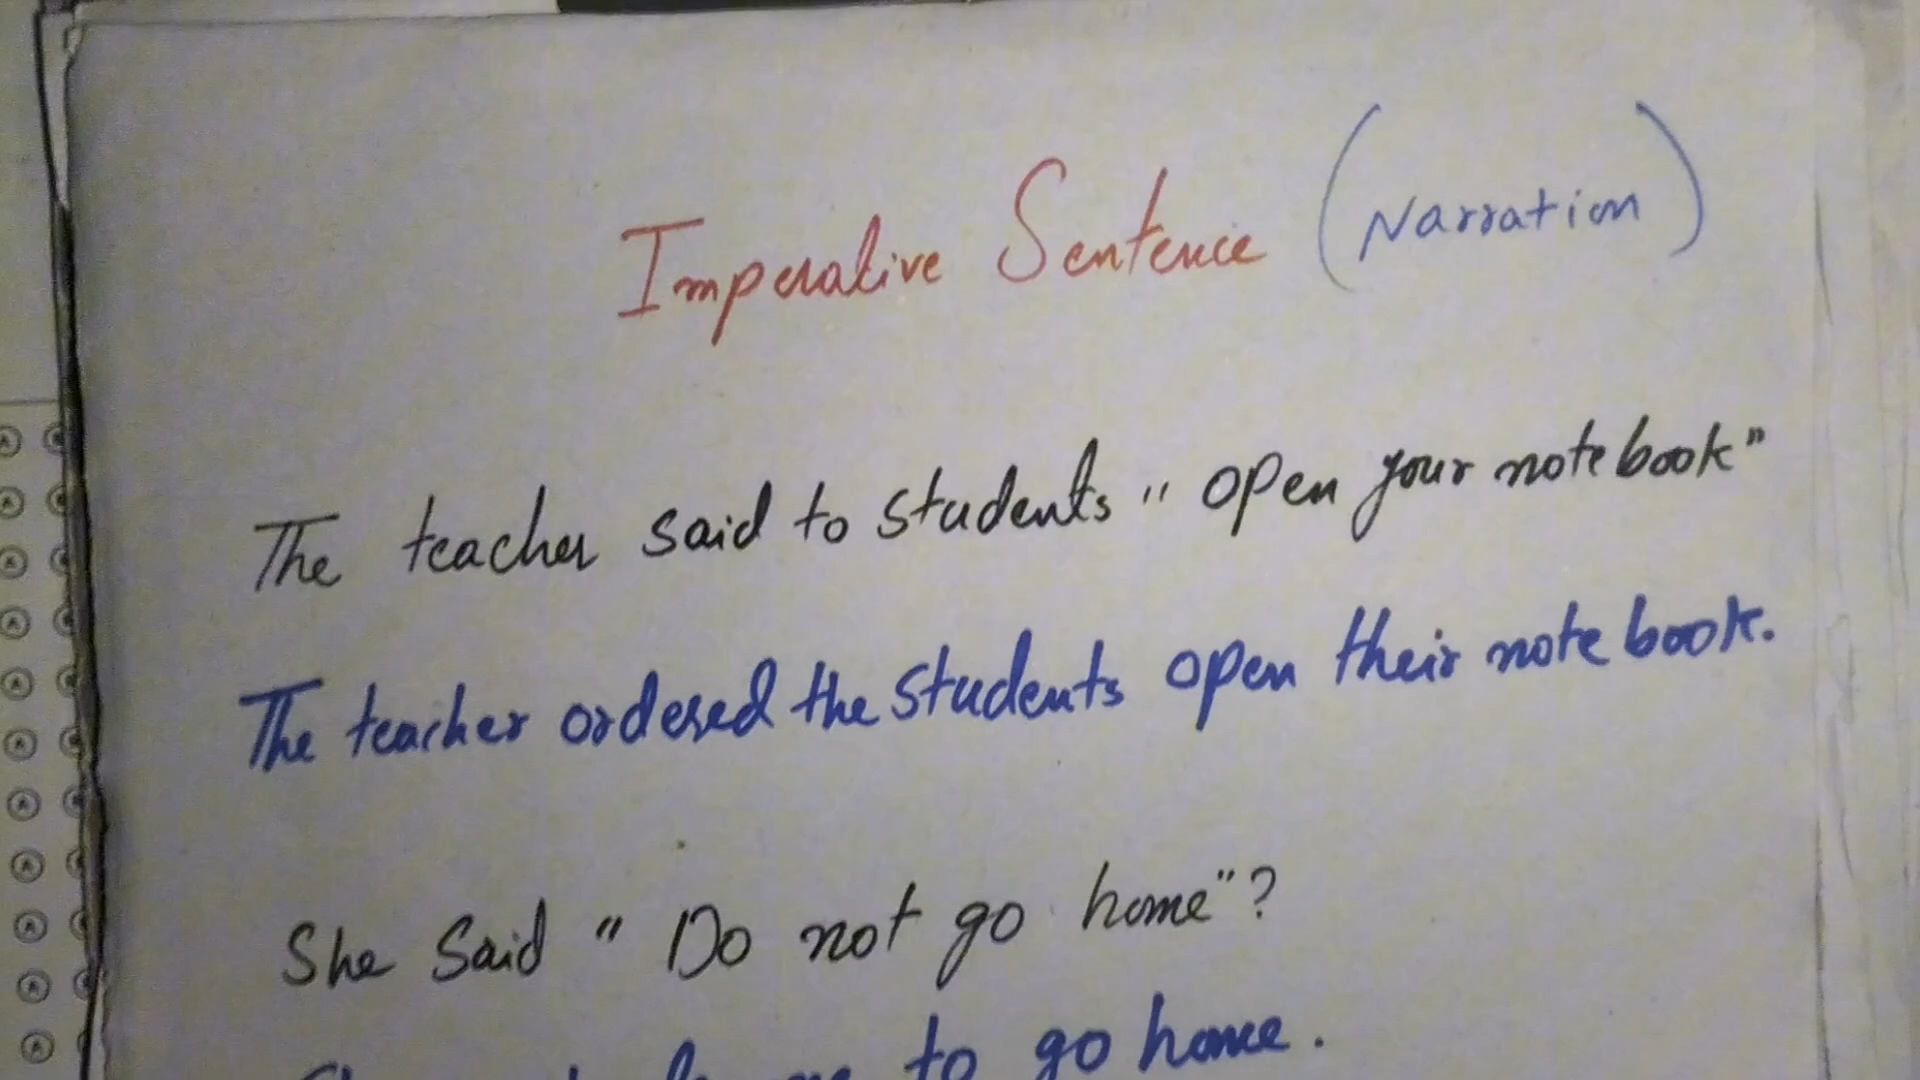 Imperative Sentence (Narration)
The teacher said to students " open your note book"
The teacher ordered the students open their note book.
She Said " Do not go home"?
to go home.